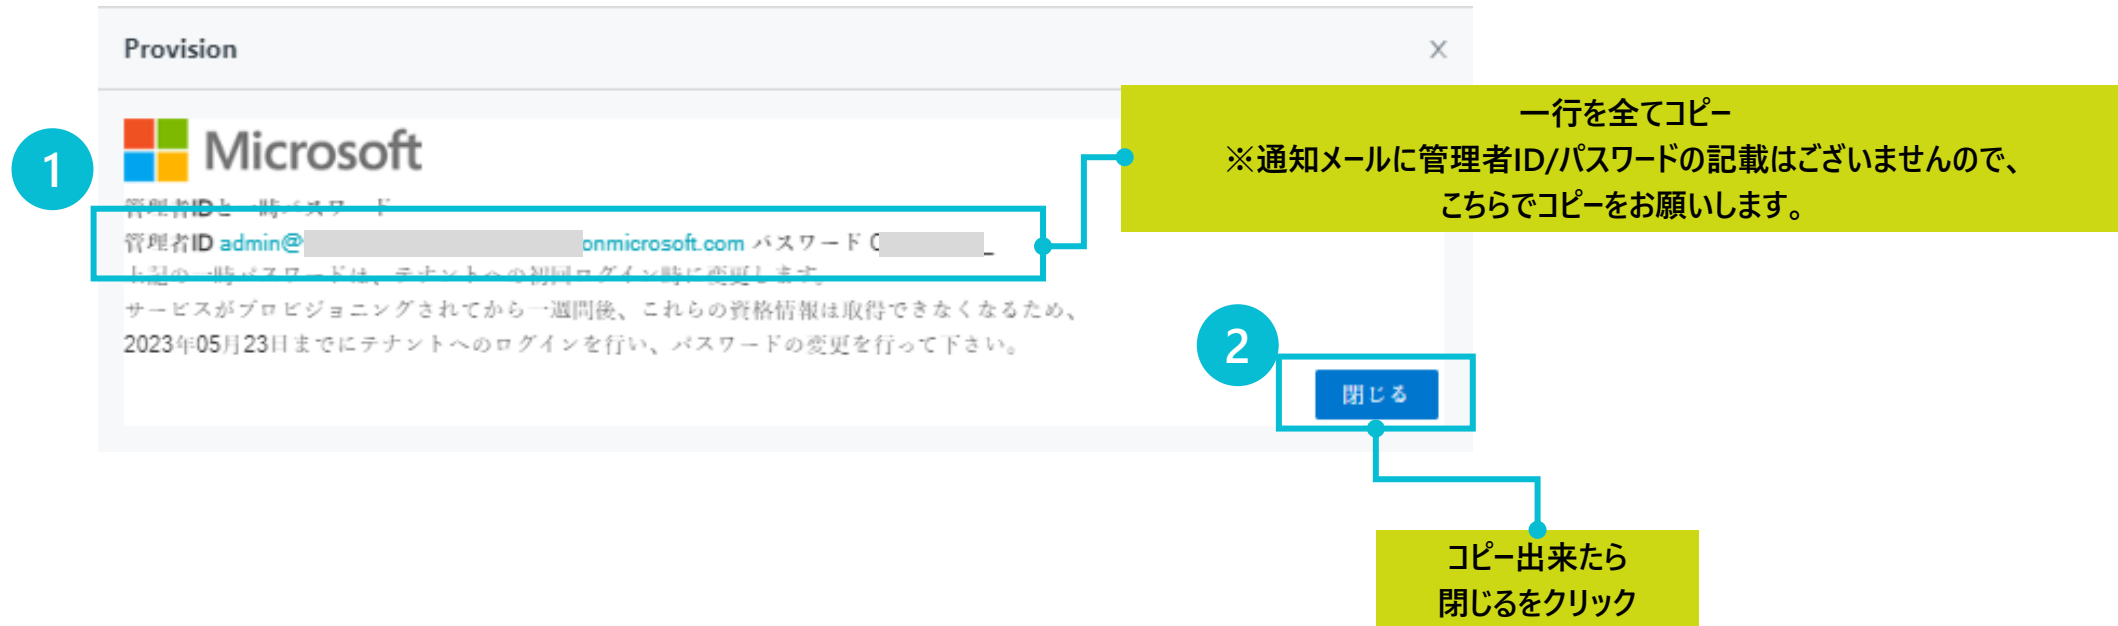 Provision
X
Microsoft
1
管理者IDと一時パスワード
管理者ID admin@ onmicrosoft.com パスワード
上記の一時パスワードは、テナントへの初回ログイン時に変更します。
サービスがプロビジョニングされてから一週間後、これらの資格情報は取得できなくなるため、
2023年05月23日までにテナントへのログインを行い、パスワードの変更を行って下さい。
一行を全てコピー
※通知メールに管理者ID/パスワードの記載はございませんので、
こちらでコピーをお願いします。
2
閉じる
コピー出来たら
閉じるをクリック